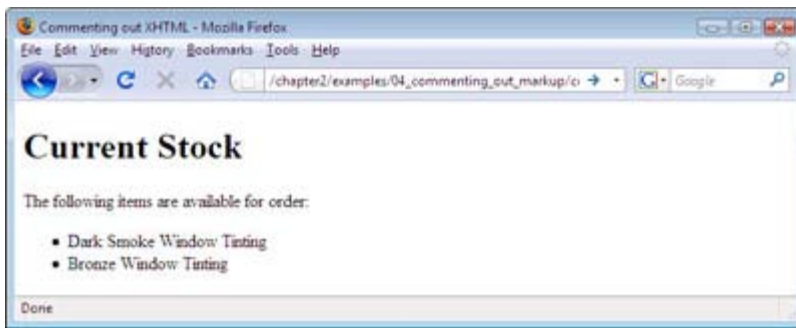 Commenting out XHTML - Mozilla Firefox
File Edit View History Bookmarks Tools Help
/chapter2/examples/04_commenting_out_markup/c Google
Current Stock
The following items are available for order:
Dark Smoke Window Tinting
Bronze Window Tinting
Done